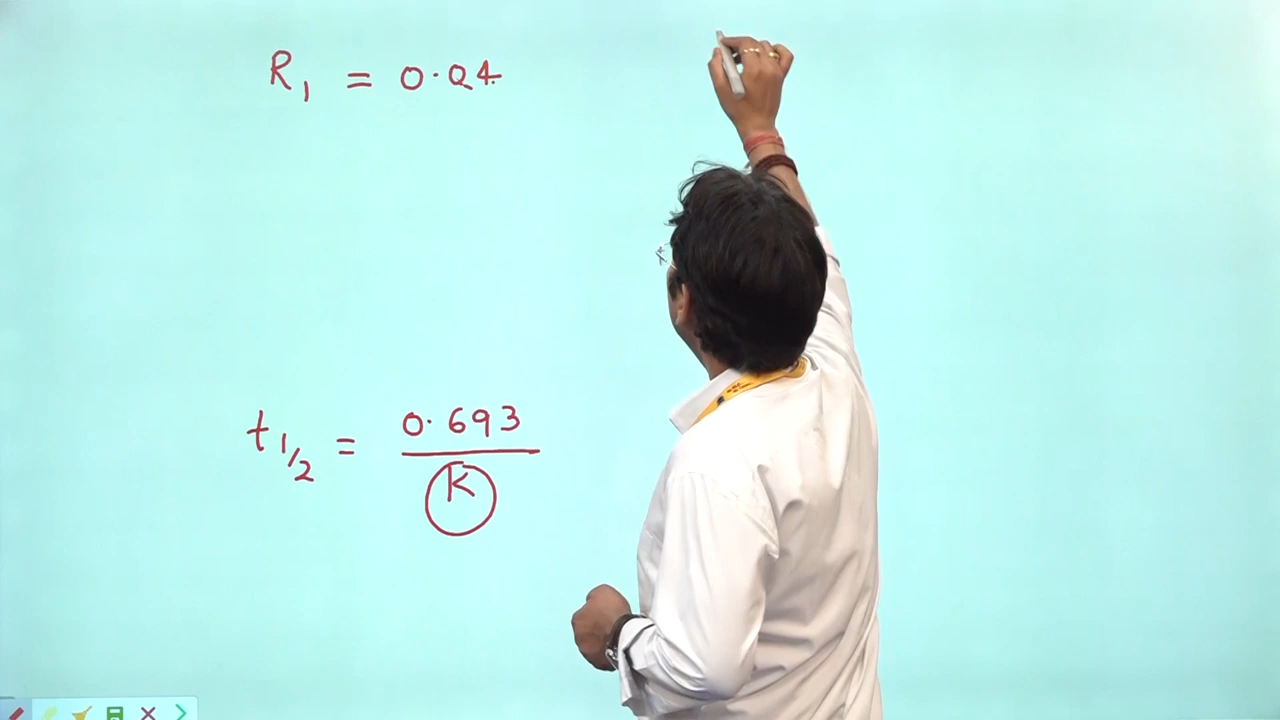 R₁ = 0.04
t₁/₂ = 0.693 / K